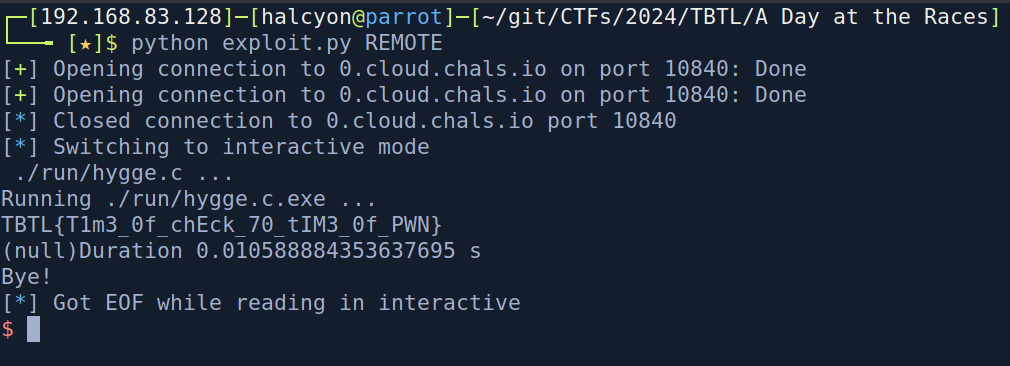 ┌─[192.168.83.128]─[halcyon@parrot]─[~/git/CTFs/2024/TBTL/A Day at the Races]
└──╼ [★]$ python exploit.py REMOTE
[+] Opening connection to 0.cloud.chals.io on port 10840: Done
[+] Opening connection to 0.cloud.chals.io on port 10840: Done
[*] Closed connection to 0.cloud.chals.io port 10840
[*] Switching to interactive mode
 ./run/hygge.c ...
Running ./run/hygge.c.exe ...
TBTL{T1m3_0f_chEck_70_tIM3_0f_PWN}
(null)Duration 0.010588884353637695 s
Bye!
[*] Got EOF while reading in interactive
$